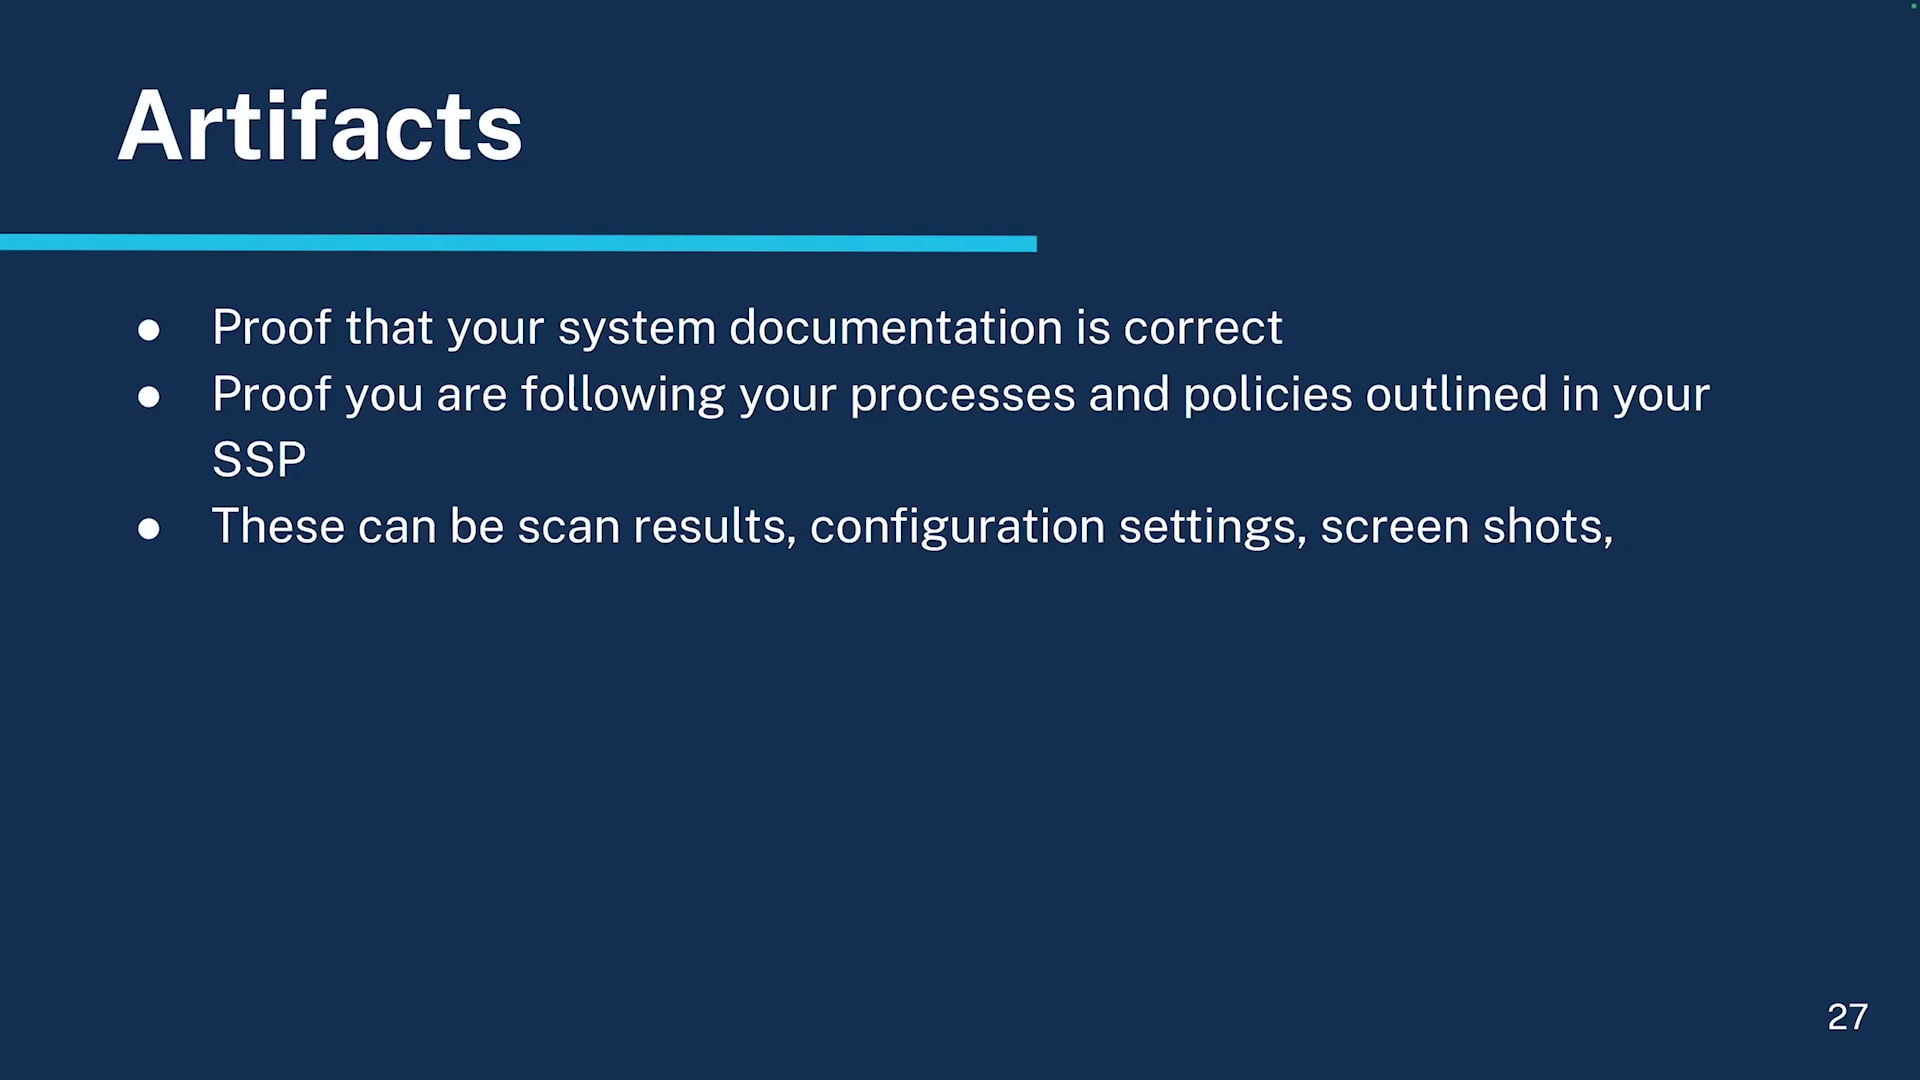 Artifacts
● Proof that your system documentation is correct
● Proof you are following your processes and policies outlined in your
SSP
● These can be scan results, configuration settings, screen shots,
27